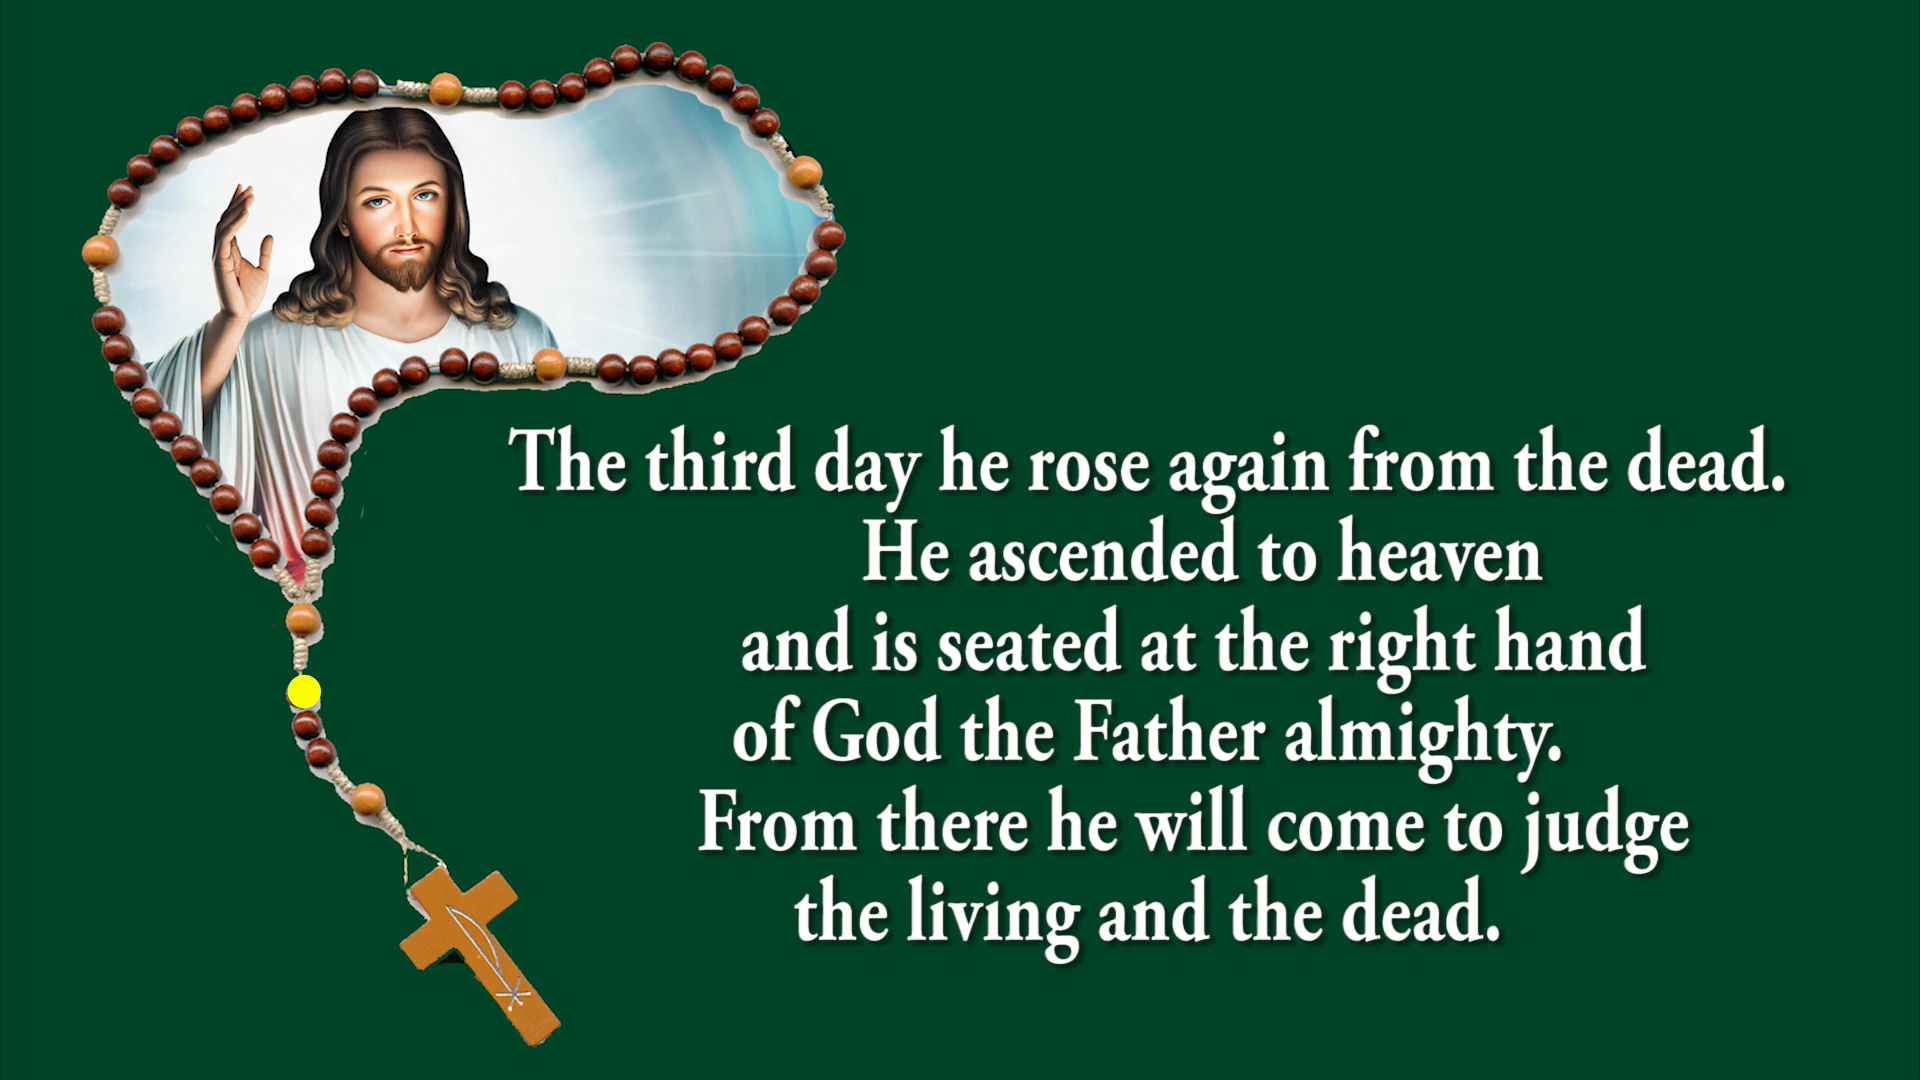 The third day he rose again from the dead.
He ascended to heaven
and is seated at the right hand
of God the Father almighty.
From there he will come to judge
the living and the dead.